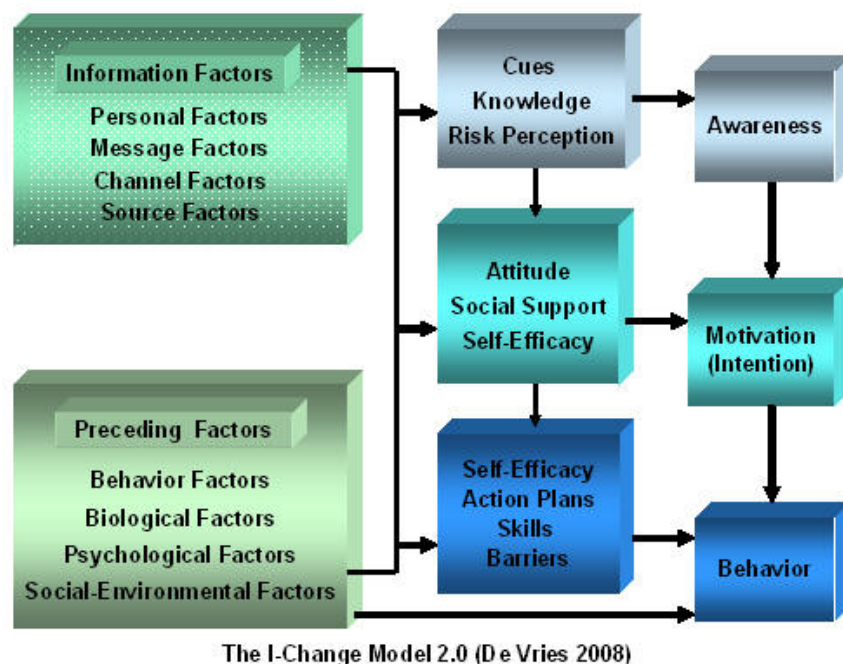 Information Factors
Personal Factors
Message Factors
Channel Factors
Source Factors
Preceding Factors
Behavior Factors
Biological Factors
Psychological Factors
Social-Environmental Factors
Cues
Knowledge
Risk Perception
Attitude
Social Support
Self-Efficacy
Self-Efficacy
Action Plans
Skills
Barriers
Awareness
Motivation
(Intention)
Behavior
The I-Change Model 2.0 (De Vries 2008)